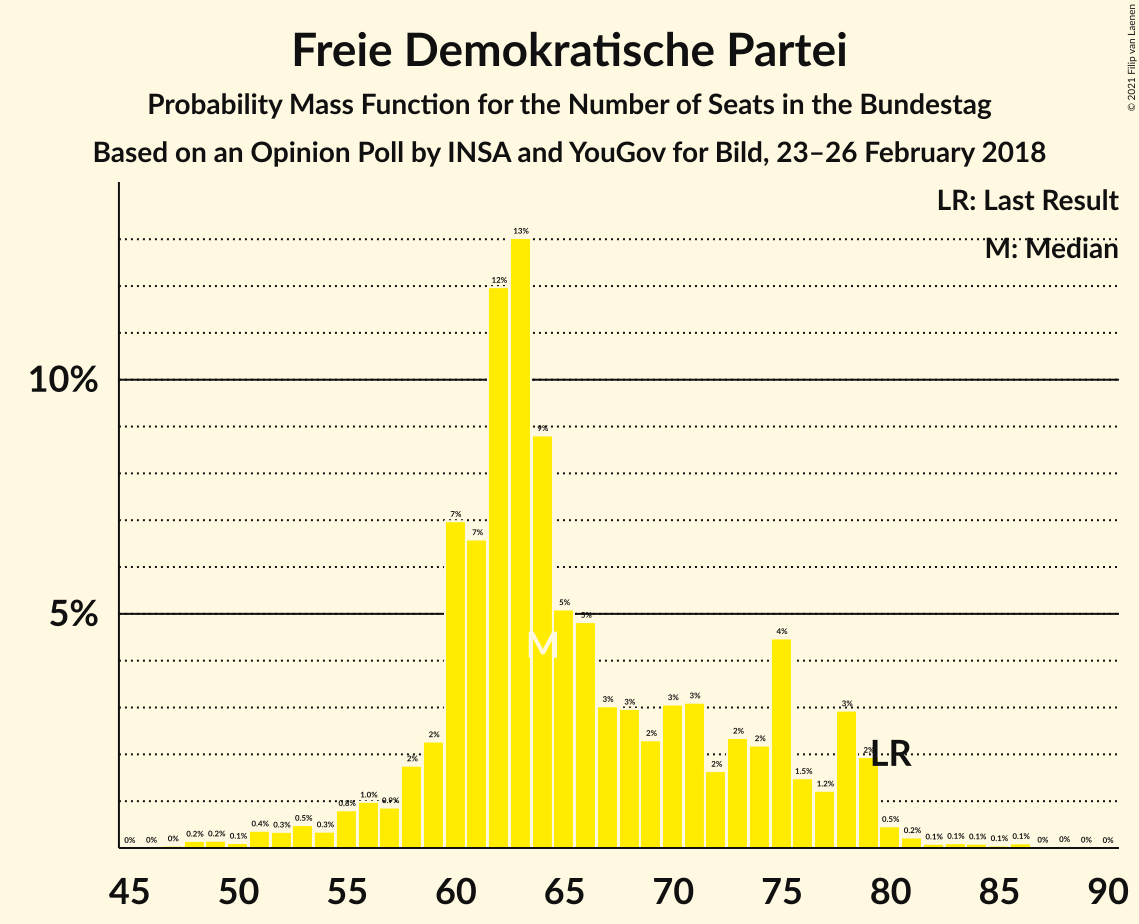 Freie Demokratische Partei
Probability Mass Function for the Number of Seats in the Bundestag
Based on an Opinion Poll by INSA and YouGov for Bild, 23–26 February 2018
© 2021 Filip van Laenen
LR: Last Result
M: Median
10%
5%
0% 0% 0% 0.2% 0.2% 0.1% 0.4% 0.3% 0.5% 0.3% 0.8% 1.0% 0.9% 2% 2% 7% 7% 12% 13% 9% 5% 5% 3% 3% 2% 3% 3% 2% 2% 2% 4% 1.5% 1.2% 3% 2% 0.5% 0.2% 0.1% 0.1% 0.1% 0.1% 0.1% 0% 0% 0% 0%
M
LR
45 50 55 60 65 70 75 80 85 90